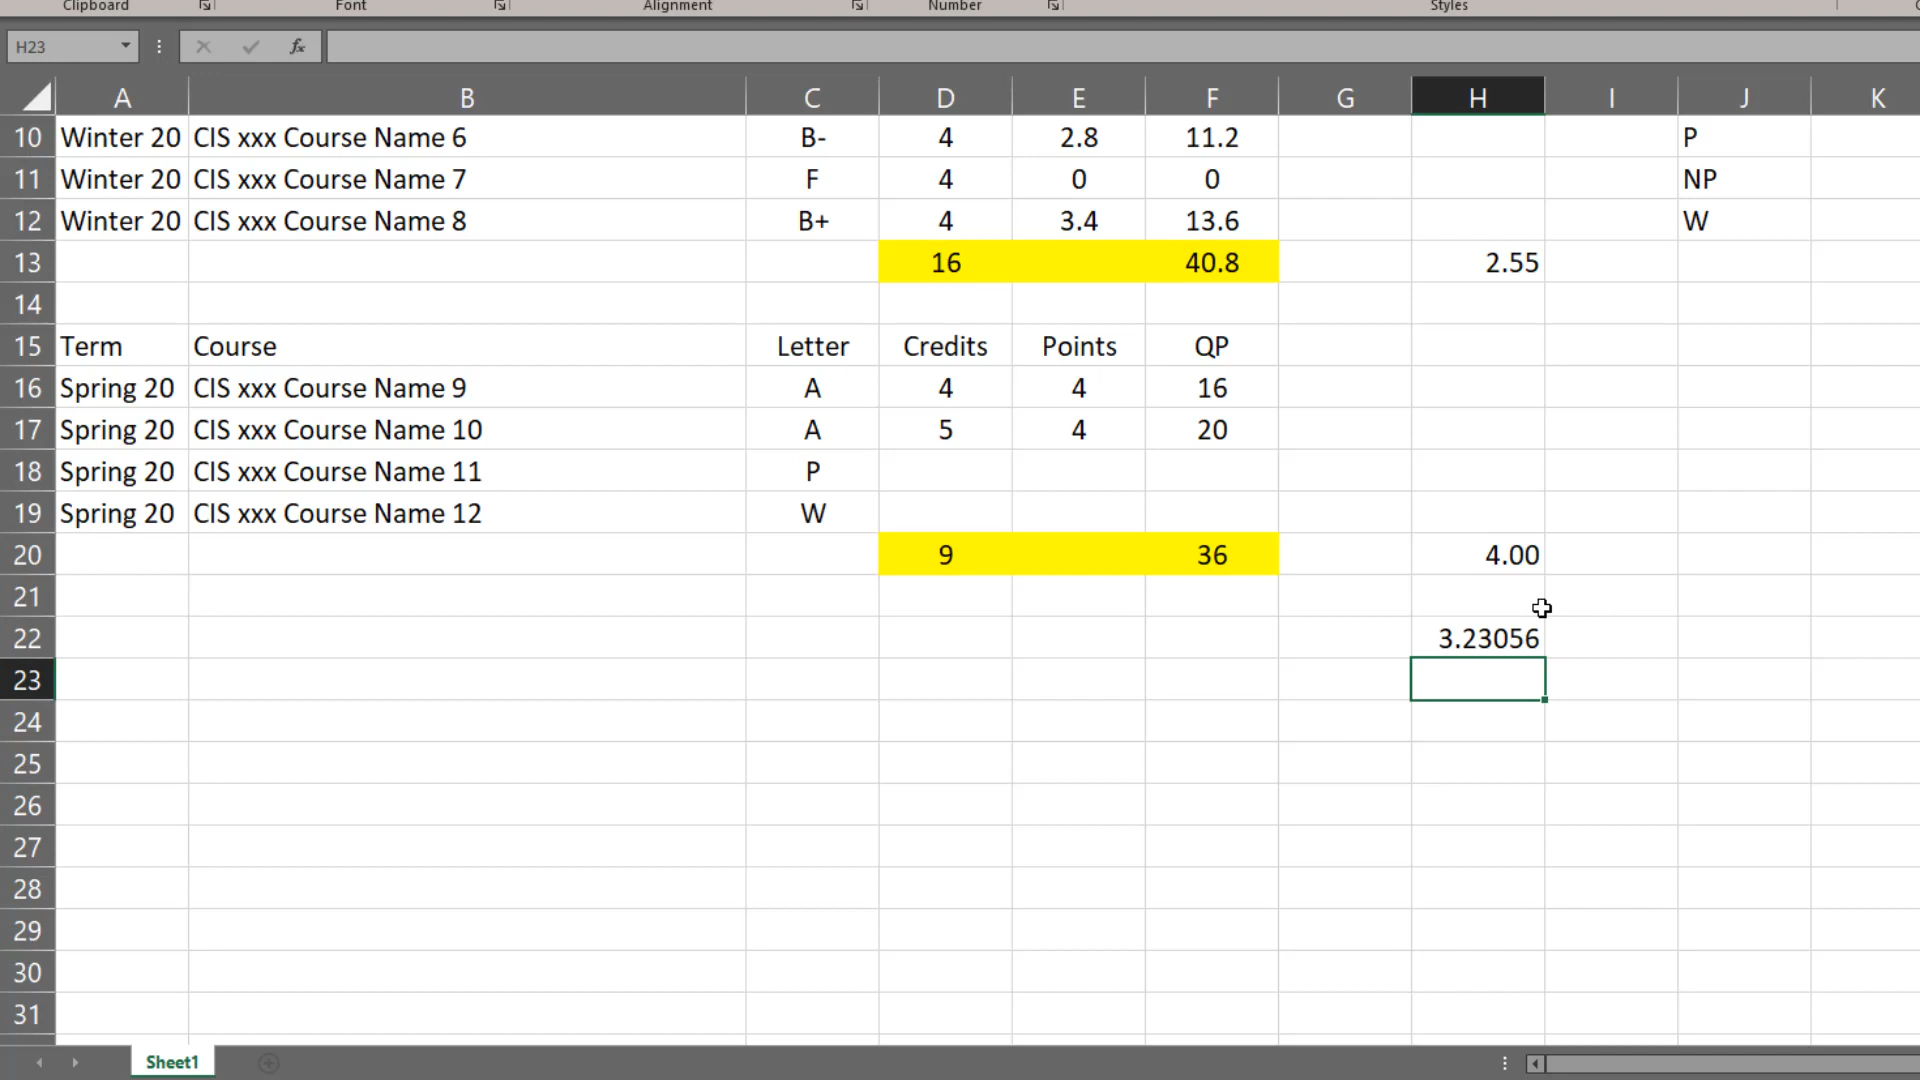 Clipboard Font Alignment Number Styles
H23 fx
A B C D E F G H I J K
10 Winter 20 CIS xxx Course Name 6 B- 4 2.8 11.2 P
11 Winter 20 CIS xxx Course Name 7 F 4 0 0 NP
12 Winter 20 CIS xxx Course Name 8 B+ 4 3.4 13.6 W
13 16 40.8 2.55
14
15 Term Course Letter Credits Points QP
16 Spring 20 CIS xxx Course Name 9 A 4 4 16
17 Spring 20 CIS xxx Course Name 10 A 5 4 20
18 Spring 20 CIS xxx Course Name 11 P
19 Spring 20 CIS xxx Course Name 12 W
20 9 36 4.00
21
22 3.23056
23
24
25
26
27
28
29
30
31
Sheet1